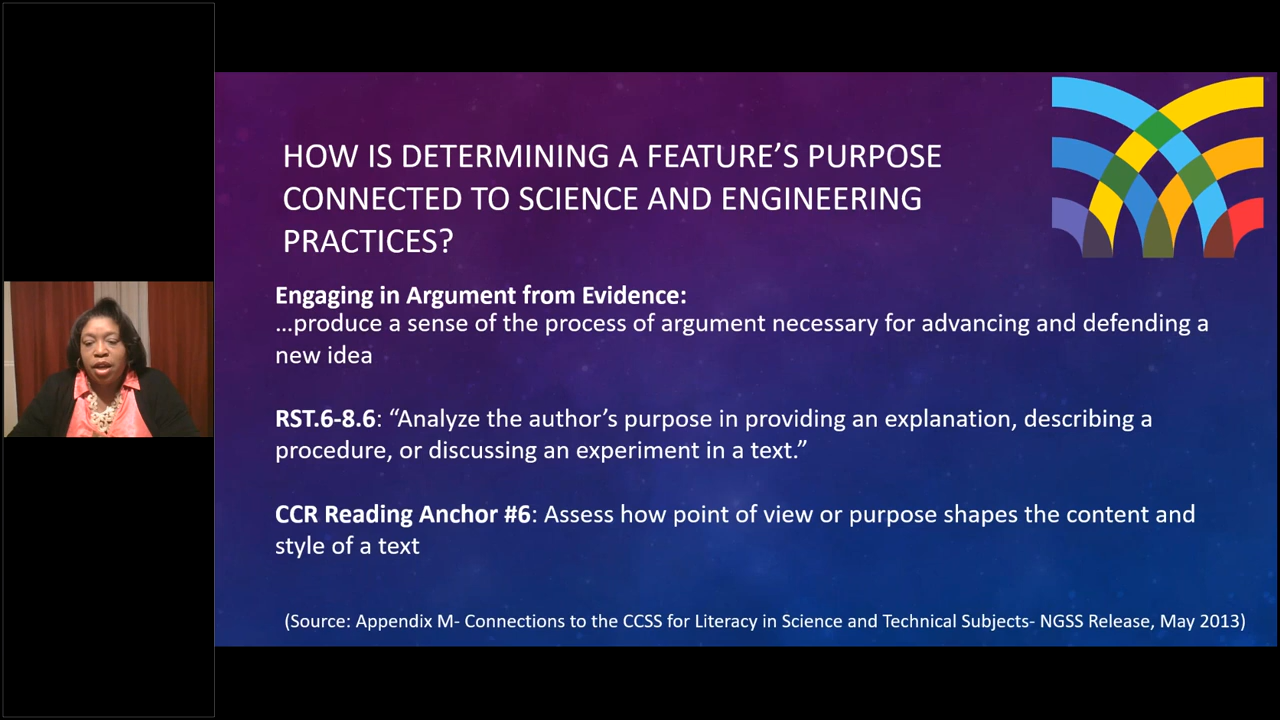 HOW IS DETERMINING A FEATURE’S PURPOSE
CONNECTED TO SCIENCE AND ENGINEERING
PRACTICES?
Engaging in Argument from Evidence:
…produce a sense of the process of argument necessary for advancing and defending a
new idea
RST.6-8.6: “Analyze the author’s purpose in providing an explanation, describing a
procedure, or discussing an experiment in a text.”
CCR Reading Anchor #6: Assess how point of view or purpose shapes the content and
style of a text
(Source: Appendix M- Connections to the CCSS for Literacy in Science and Technical Subjects- NGSS Release, May 2013)